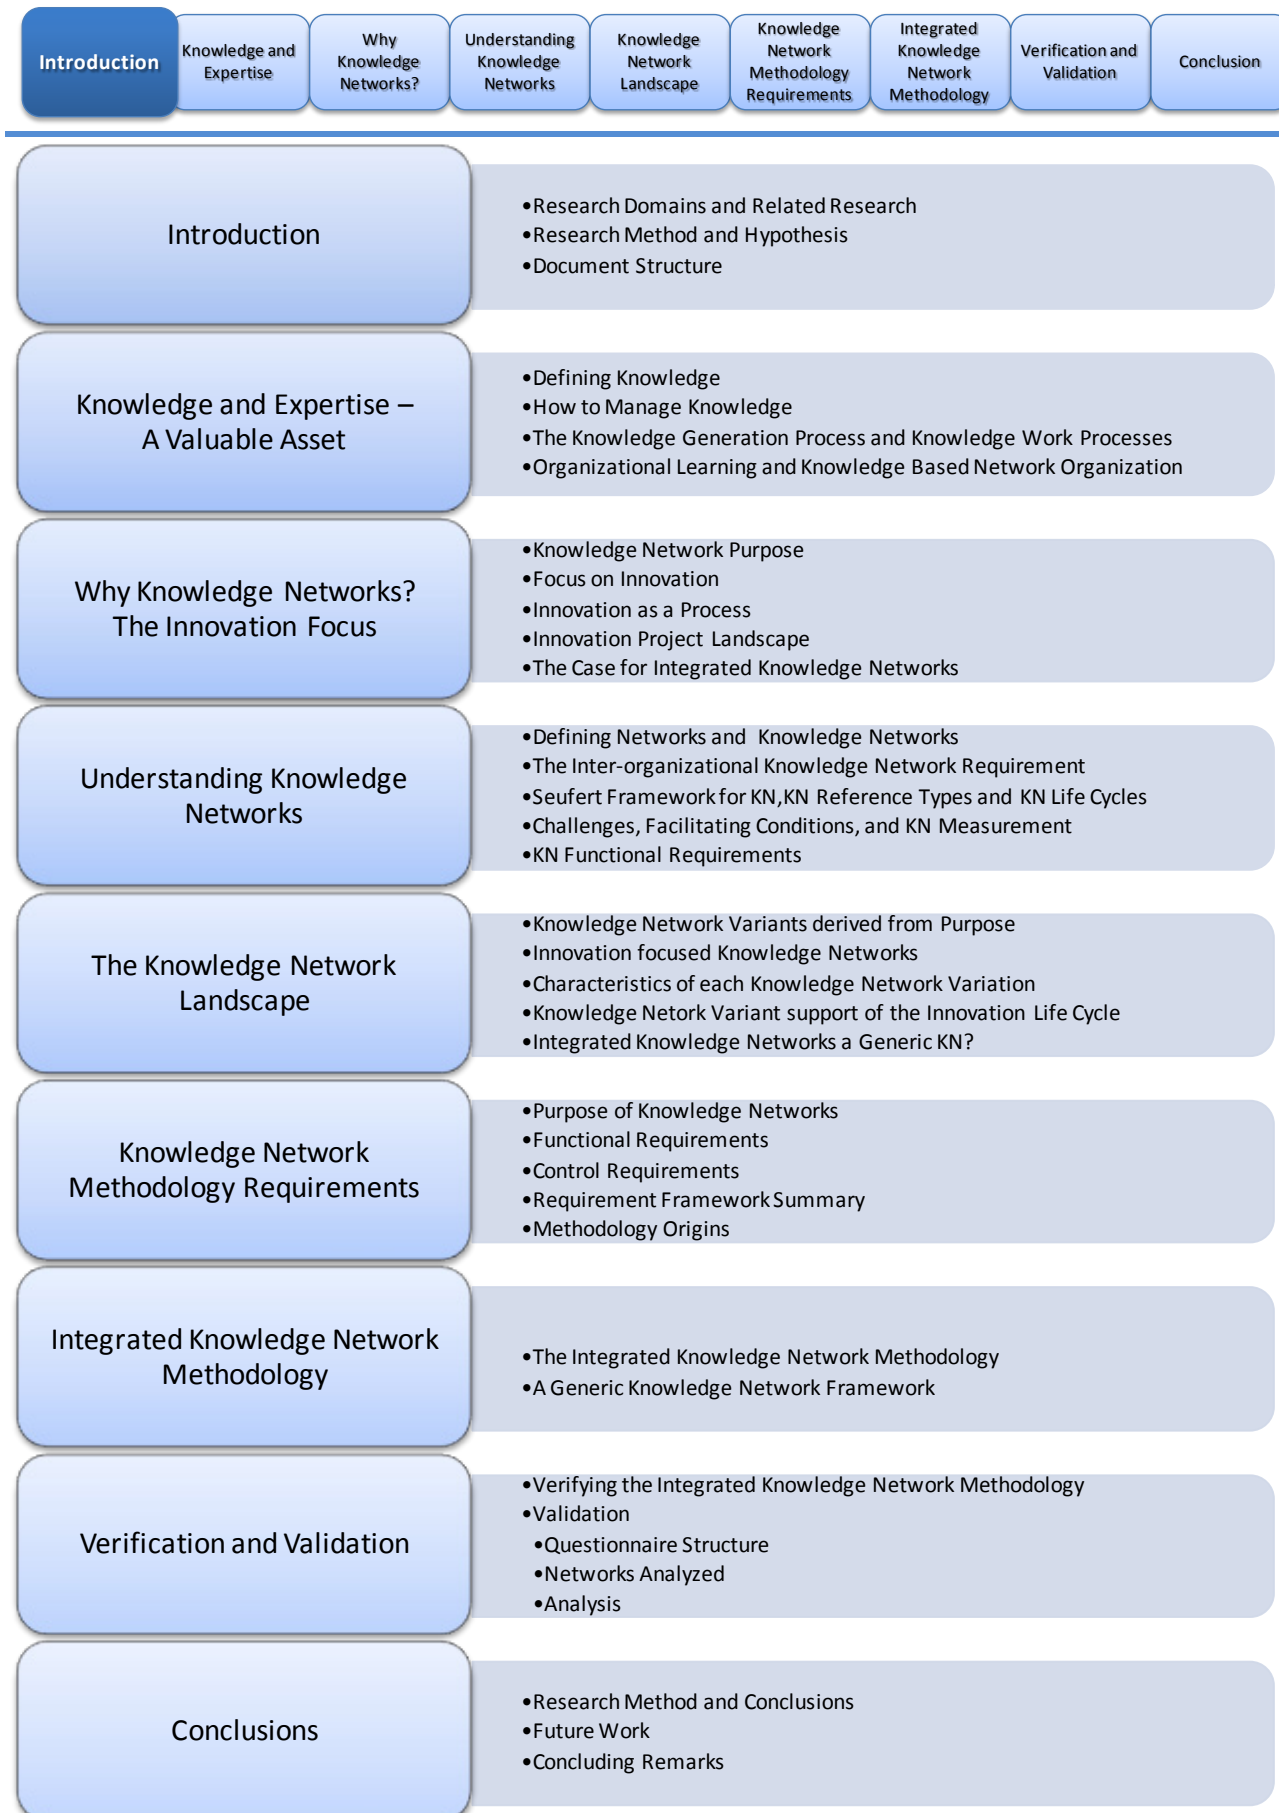 Introduction
Knowledge and
Expertise
Why
Knowledge
Networks?
Understanding
Knowledge
Networks
Knowledge
Network
Landscape
Knowledge
Network
Methodology
Requirements
Integrated
Knowledge
Network
Methodology
Verification and
Validation
Conclusion
Introduction
•Research Domains and Related Research
•Research Method and Hypothesis
•Document Structure
Knowledge and Expertise –
A Valuable Asset
•Defining Knowledge
•How to Manage Knowledge
•The Knowledge Generation Process and Knowledge Work Processes
•Organizational Learning and Knowledge Based Network Organization
Why Knowledge Networks?
The Innovation Focus
•Knowledge Network Purpose
•Focus on Innovation
•Innovation as a Process
•Innovation Project Landscape
•The Case for Integrated Knowledge Networks
Understanding Knowledge
Networks
•Defining Networks and Knowledge Networks
•The Inter-organizational Knowledge Network Requirement
•Seufert Framework for KN,KN Reference Types and KN Life Cycles
•Challenges, Facilitating Conditions, and KN Measurement
•KN Functional Requirements
The Knowledge Network
Landscape
•Knowledge Network Variants derived from Purpose
•Innovation focused Knowledge Networks
•Characteristics of each Knowledge Network Variation
•Knowledge Netork Variant support of the Innovation Life Cycle
•Integrated Knowledge Networks a Generic KN?
Knowledge Network
Methodology Requirements
•Purpose of Knowledge Networks
•Functional Requirements
•Control Requirements
•Requirement Framework Summary
•Methodology Origins
Integrated Knowledge Network
Methodology
•The Integrated Knowledge Network Methodology
•A Generic Knowledge Network Framework
Verification and Validation
•Verifying the Integrated Knowledge Network Methodology
•Validation
•Questionnaire Structure
•Networks Analyzed
•Analysis
Conclusions
•Research Method and Conclusions
•Future Work
•Concluding Remarks